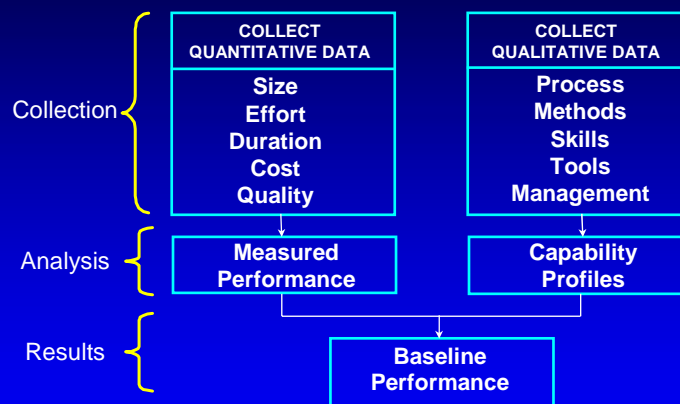 Collection
COLLECT
QUANTITATIVE DATA
Size
Effort
Duration
Cost
Quality
COLLECT
QUALITATIVE DATA
Process
Methods
Skills
Tools
Management
Analysis
Measured
Performance
Capability
Profiles
Results
Baseline
Performance